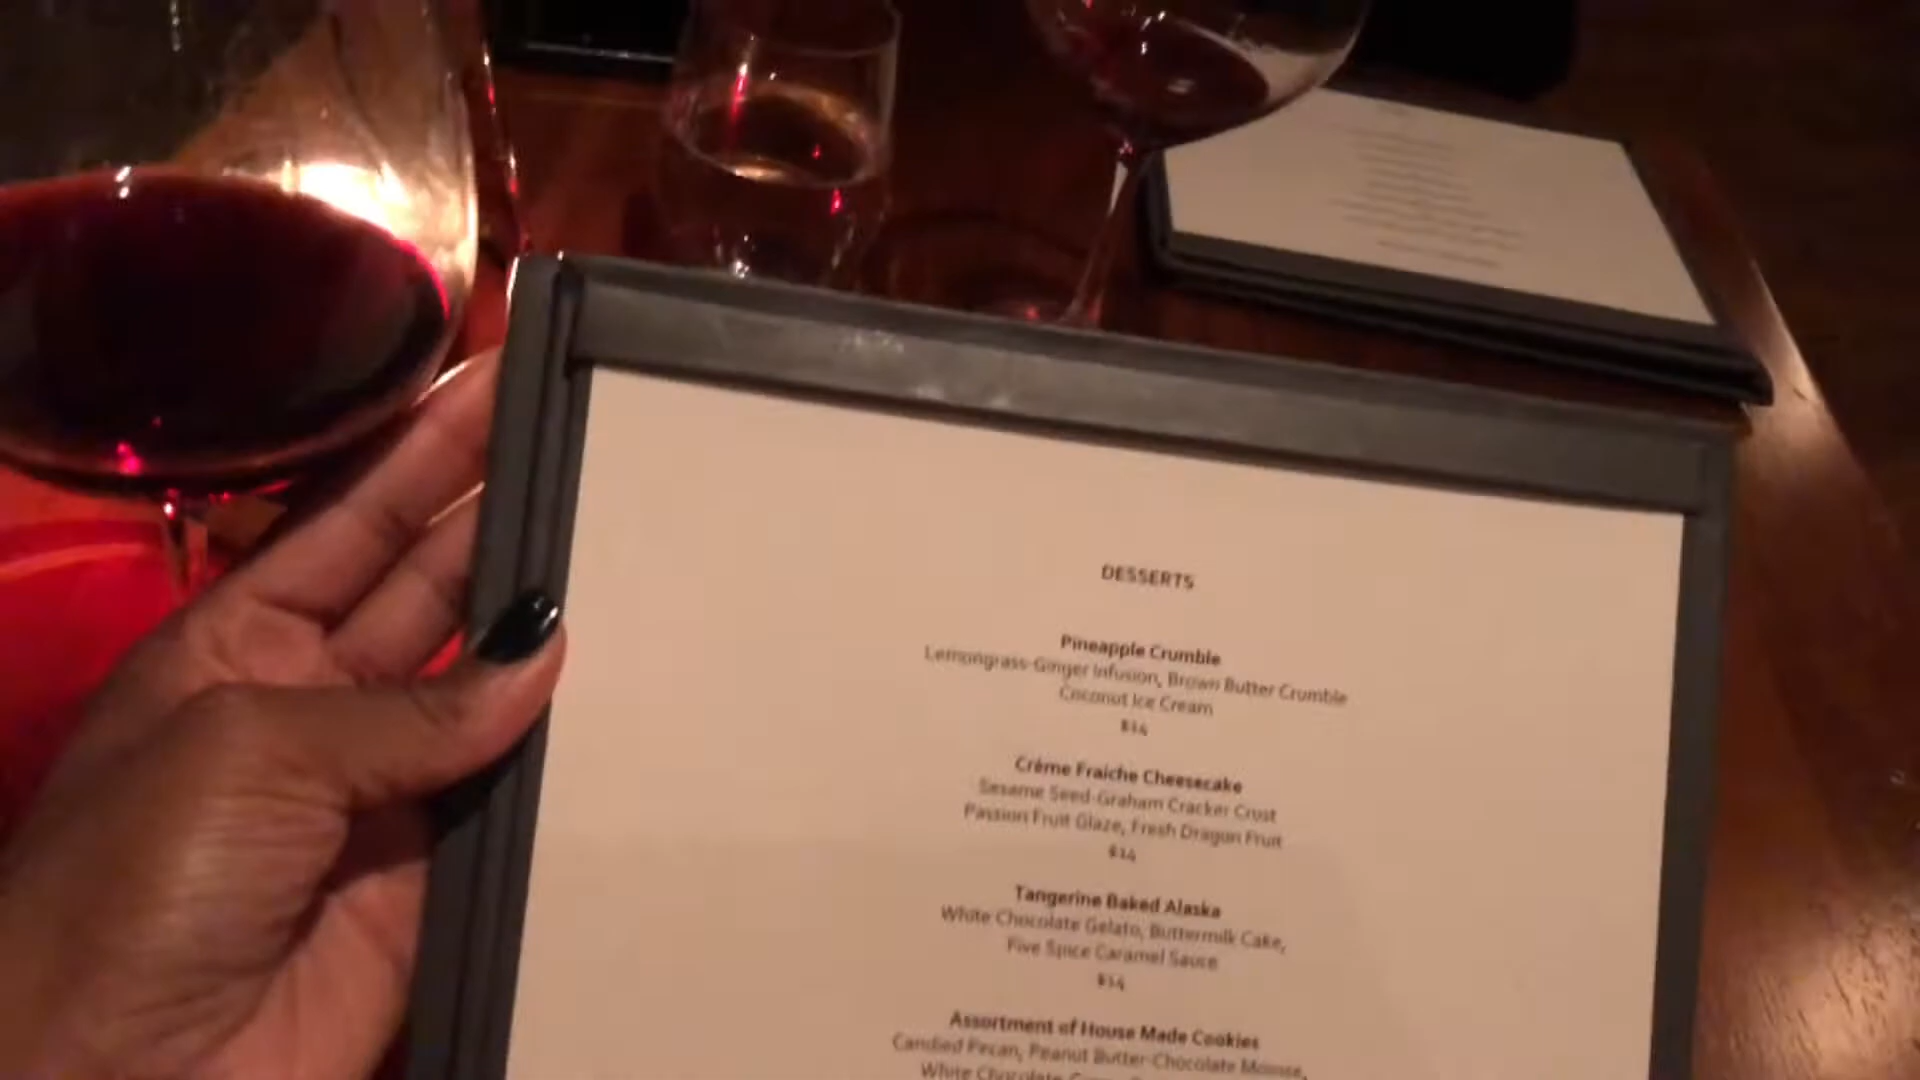 DESSERTS
Pineapple Crumble
Lemongrass-Ginger Infusion, Brown Butter Crumble
Coconut Ice Cream
$14
Crème Fraiche Cheesecake
Sesame Seed-Graham Cracker Crust
Passion Fruit Glaze, Fresh Dragon Fruit
$14
Tangerine Baked Alaska
White Chocolate Gelato, Buttermilk Cake,
Five Spice Caramel Sauce
$14
Assortment of House Made Cookies
Candied Pecan, Peanut Butter-Chocolate Mousse,
White Chocolate